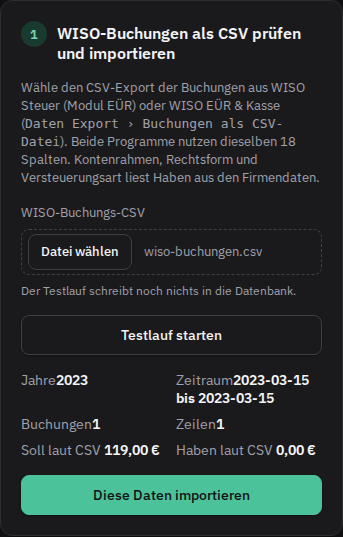 1 WISO-Buchungen als CSV prüfen
und importieren
Wähle den CSV-Export der Buchungen aus WISO
Steuer (Modul EÜR) oder WISO EÜR & Kasse
(Daten Export › Buchungen als CSV-
Datei). Beide Programme nutzen dieselben 18
Spalten. Kontenrahmen, Rechtsform und
Versteuerungsart liest Haben aus den Firmendaten.
WISO-Buchungs-CSV
Datei wählen wiso-buchungen.csv
Der Testlauf schreibt noch nichts in die Datenbank.
Testlauf starten
Jahre2023 Zeitraum2023-03-15
bis 2023-03-15
Buchungen1 Zeilen1
Soll laut CSV 119,00 € Haben laut CSV 0,00 €
Diese Daten importieren